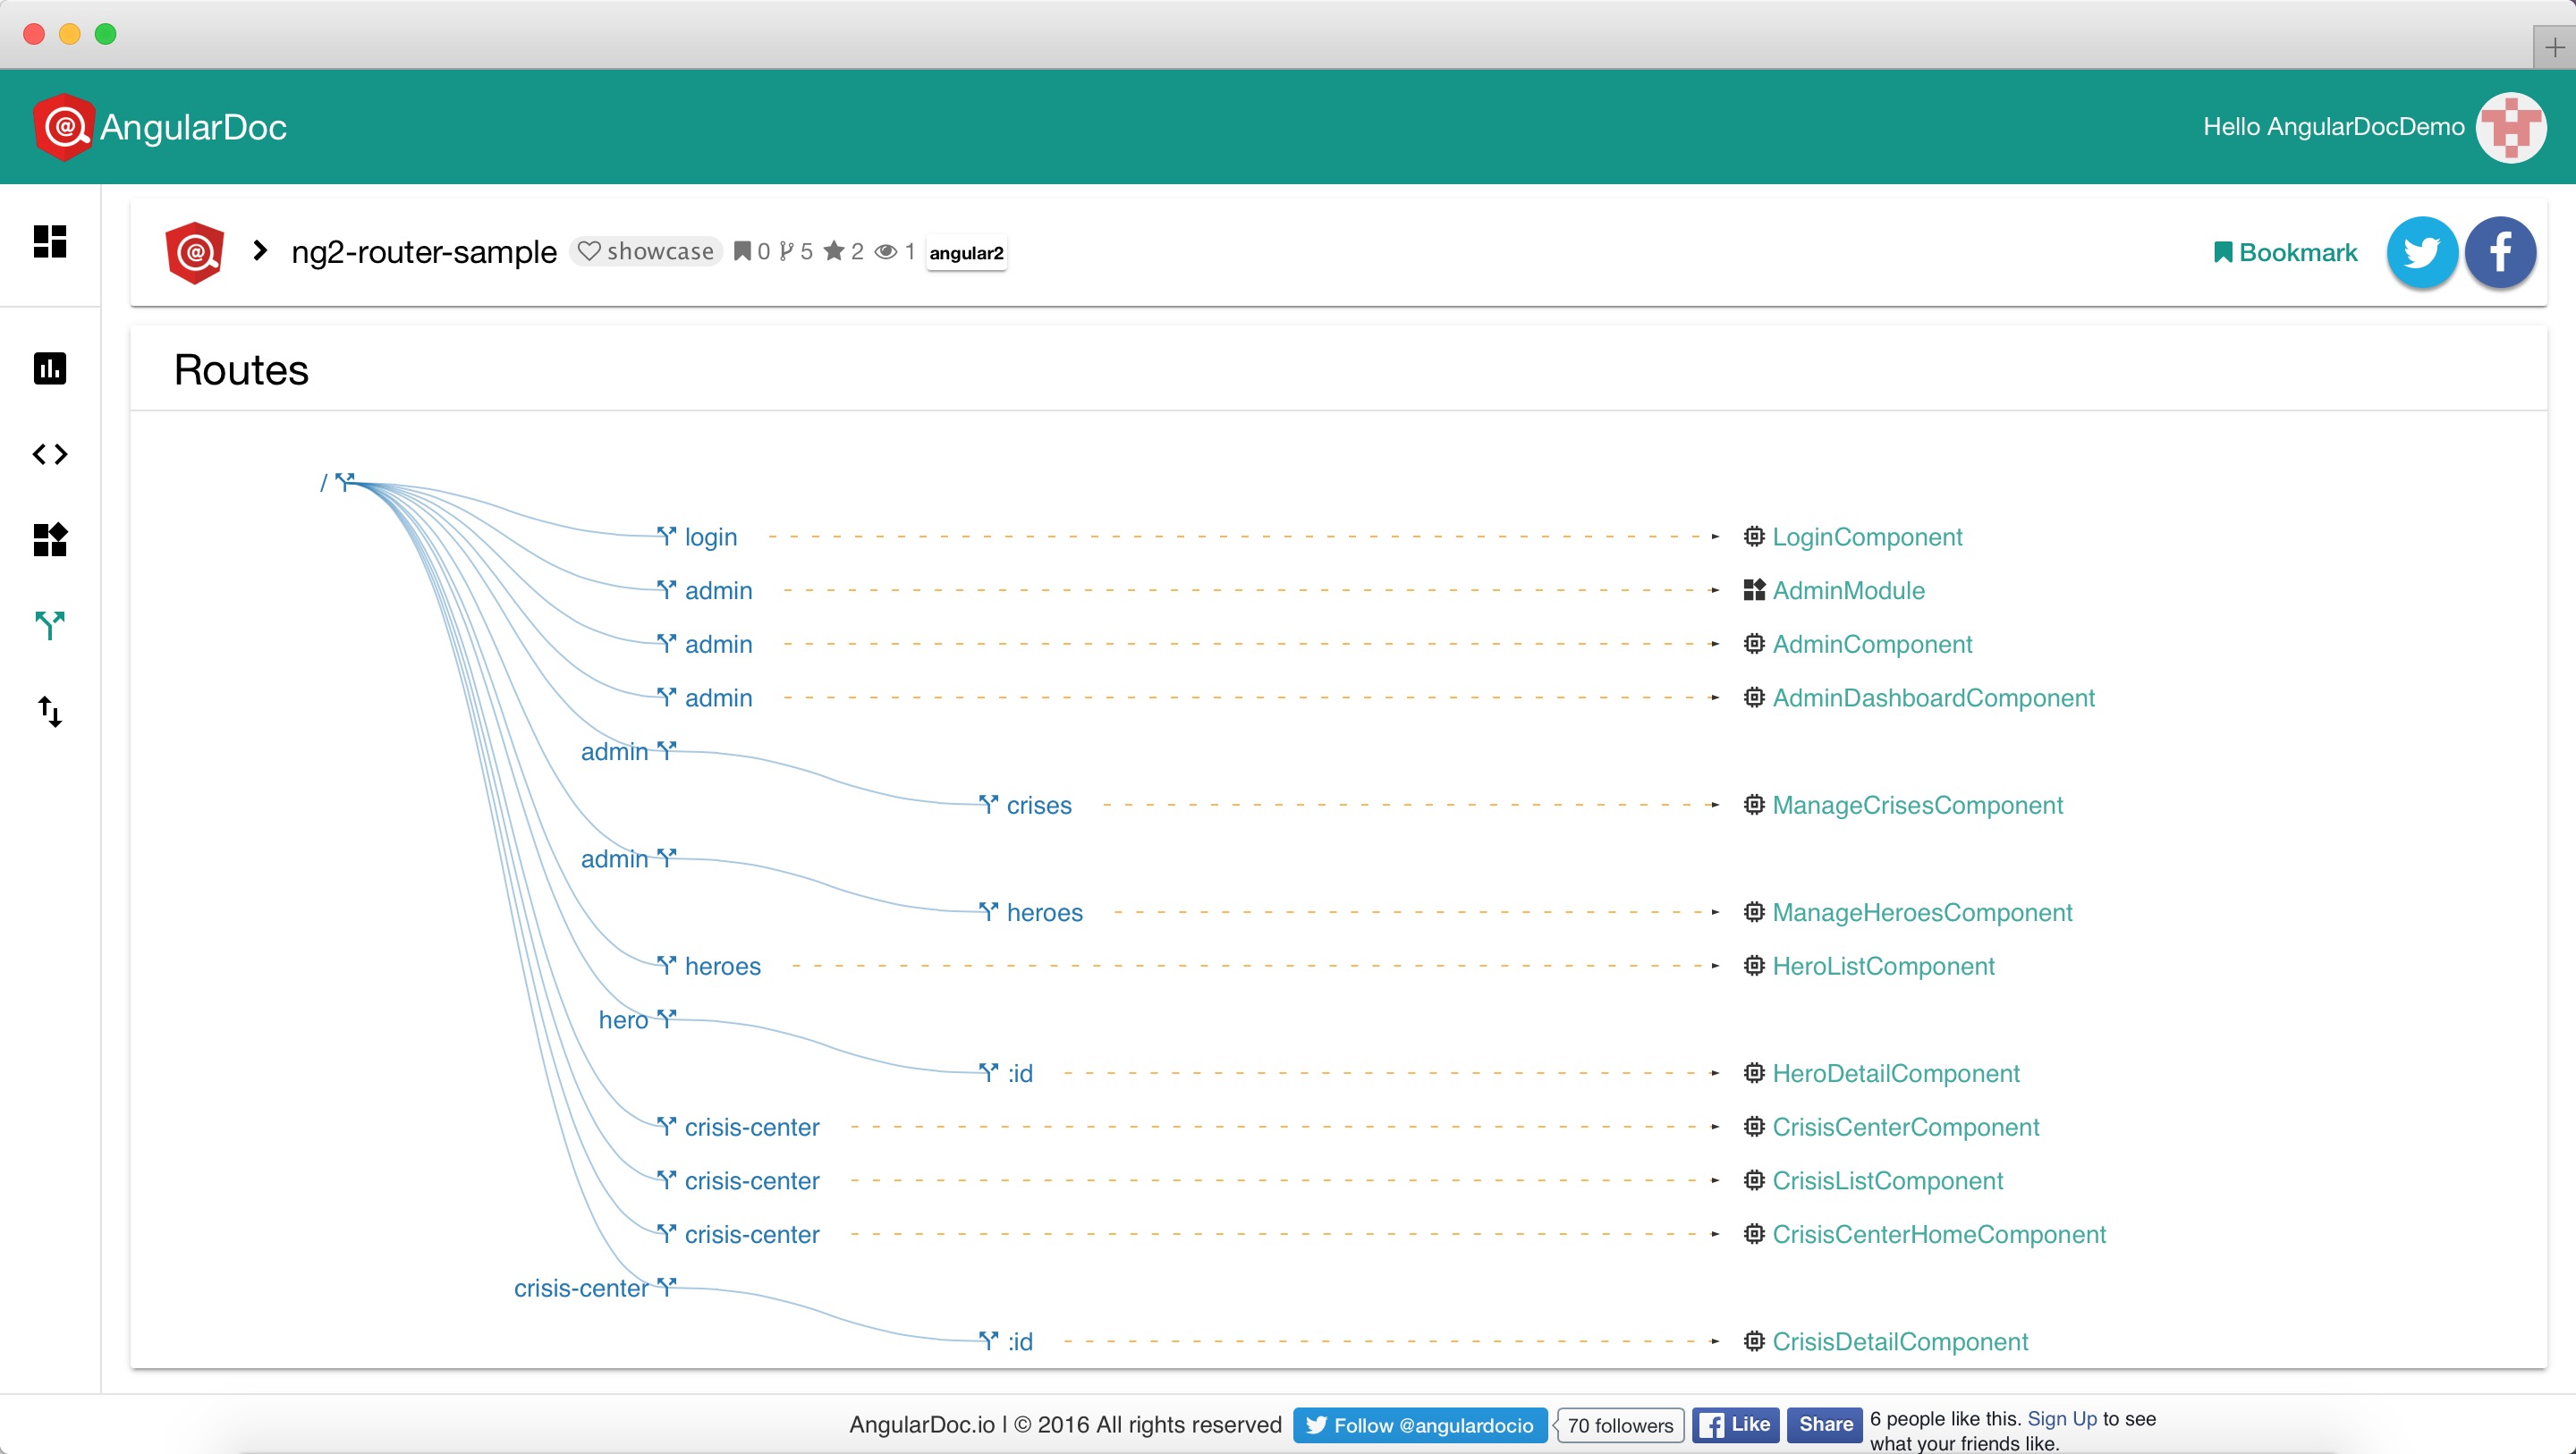 AngularDoc
Hello AngularDocDemo
ng2-router-sample showcase 0 5 2 1 angular2
Bookmark
Routes
/
login LoginComponent
admin AdminModule
admin AdminComponent
admin AdminDashboardComponent
admin
crises ManageCrisesComponent
admin
heroes ManageHeroesComponent
heroes HeroListComponent
hero
:id HeroDetailComponent
crisis-center CrisisCenterComponent
crisis-center CrisisListComponent
crisis-center CrisisCenterHomeComponent
crisis-center
:id CrisisDetailComponent
AngularDoc.io | © 2016 All rights reserved Follow @angulardocio 70 followers Like Share 6 people like this. Sign Up to see
what your friends like.